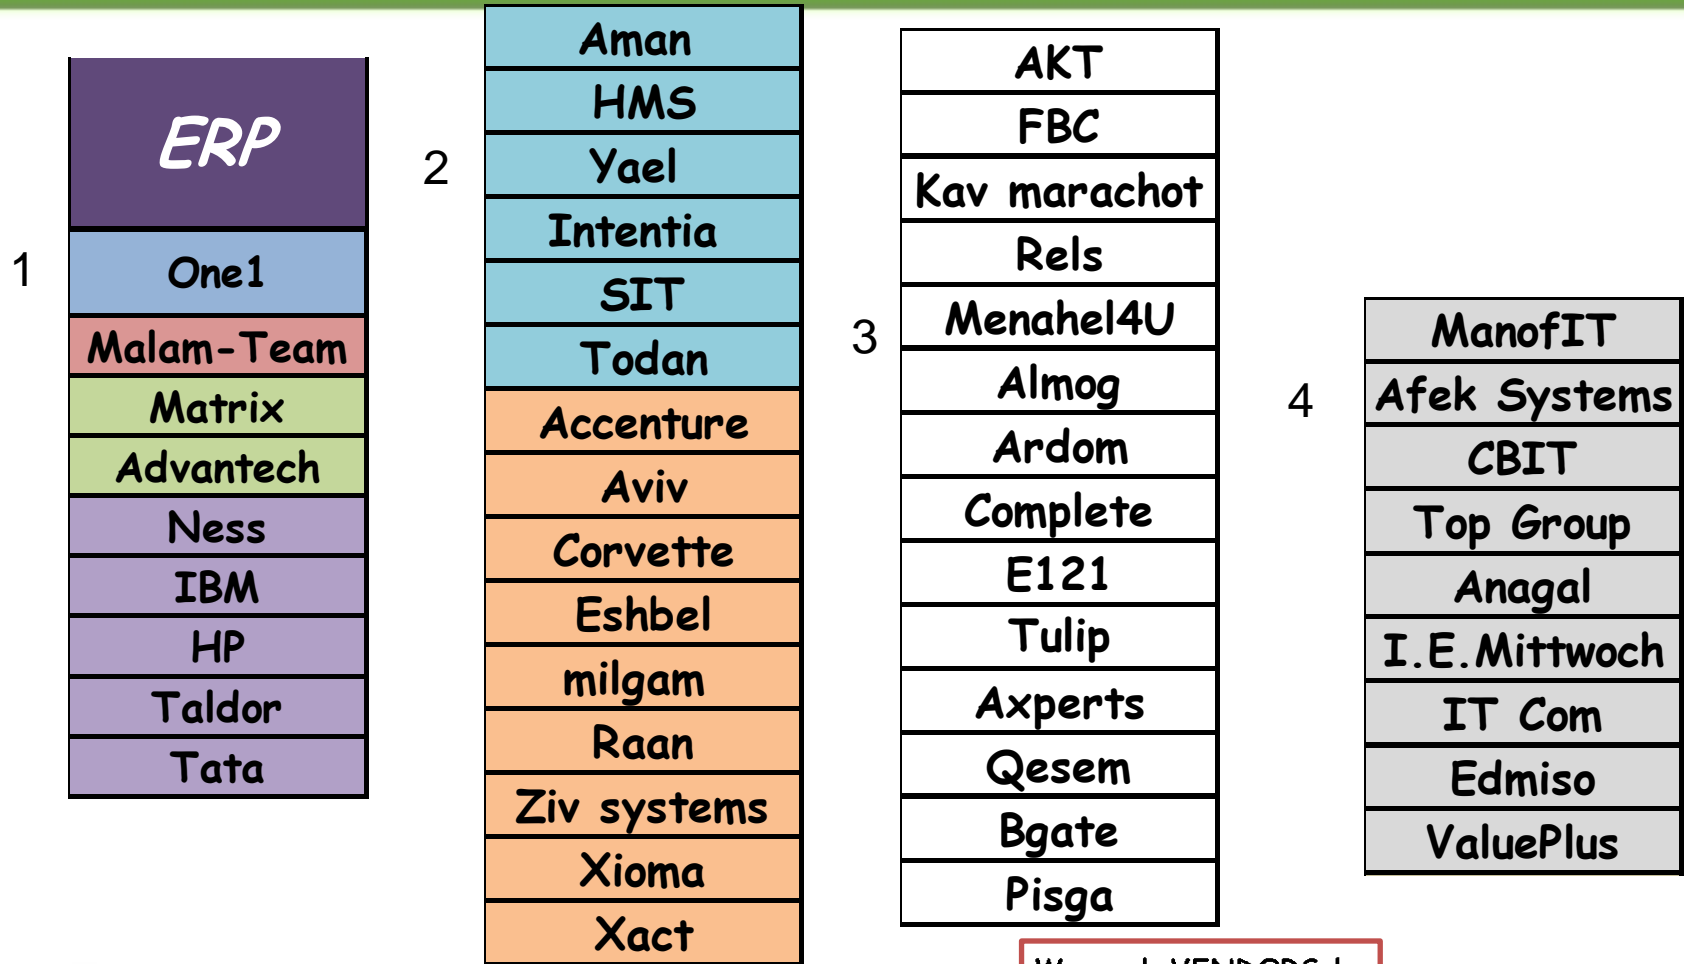 ERP
1
One1
Malam-Team
Matrix
Advantech
Ness
IBM
HP
Taldor
Tata
2
Aman
HMS
Yael
Intentia
SIT
Todan
Accenture
Aviv
Corvette
Eshbel
milgam
Raan
Ziv systems
Xioma
Xact
3
AKT
FBC
Kav marachot
Rels
Menahel4U
Almog
Ardom
Complete
E121
Tulip
Axperts
Qesem
Bgate
Pisga
4
ManofIT
Afek Systems
CBIT
Top Group
Anagal
I.E.Mittwoch
IT Com
Edmiso
ValuePlus
VENDORS